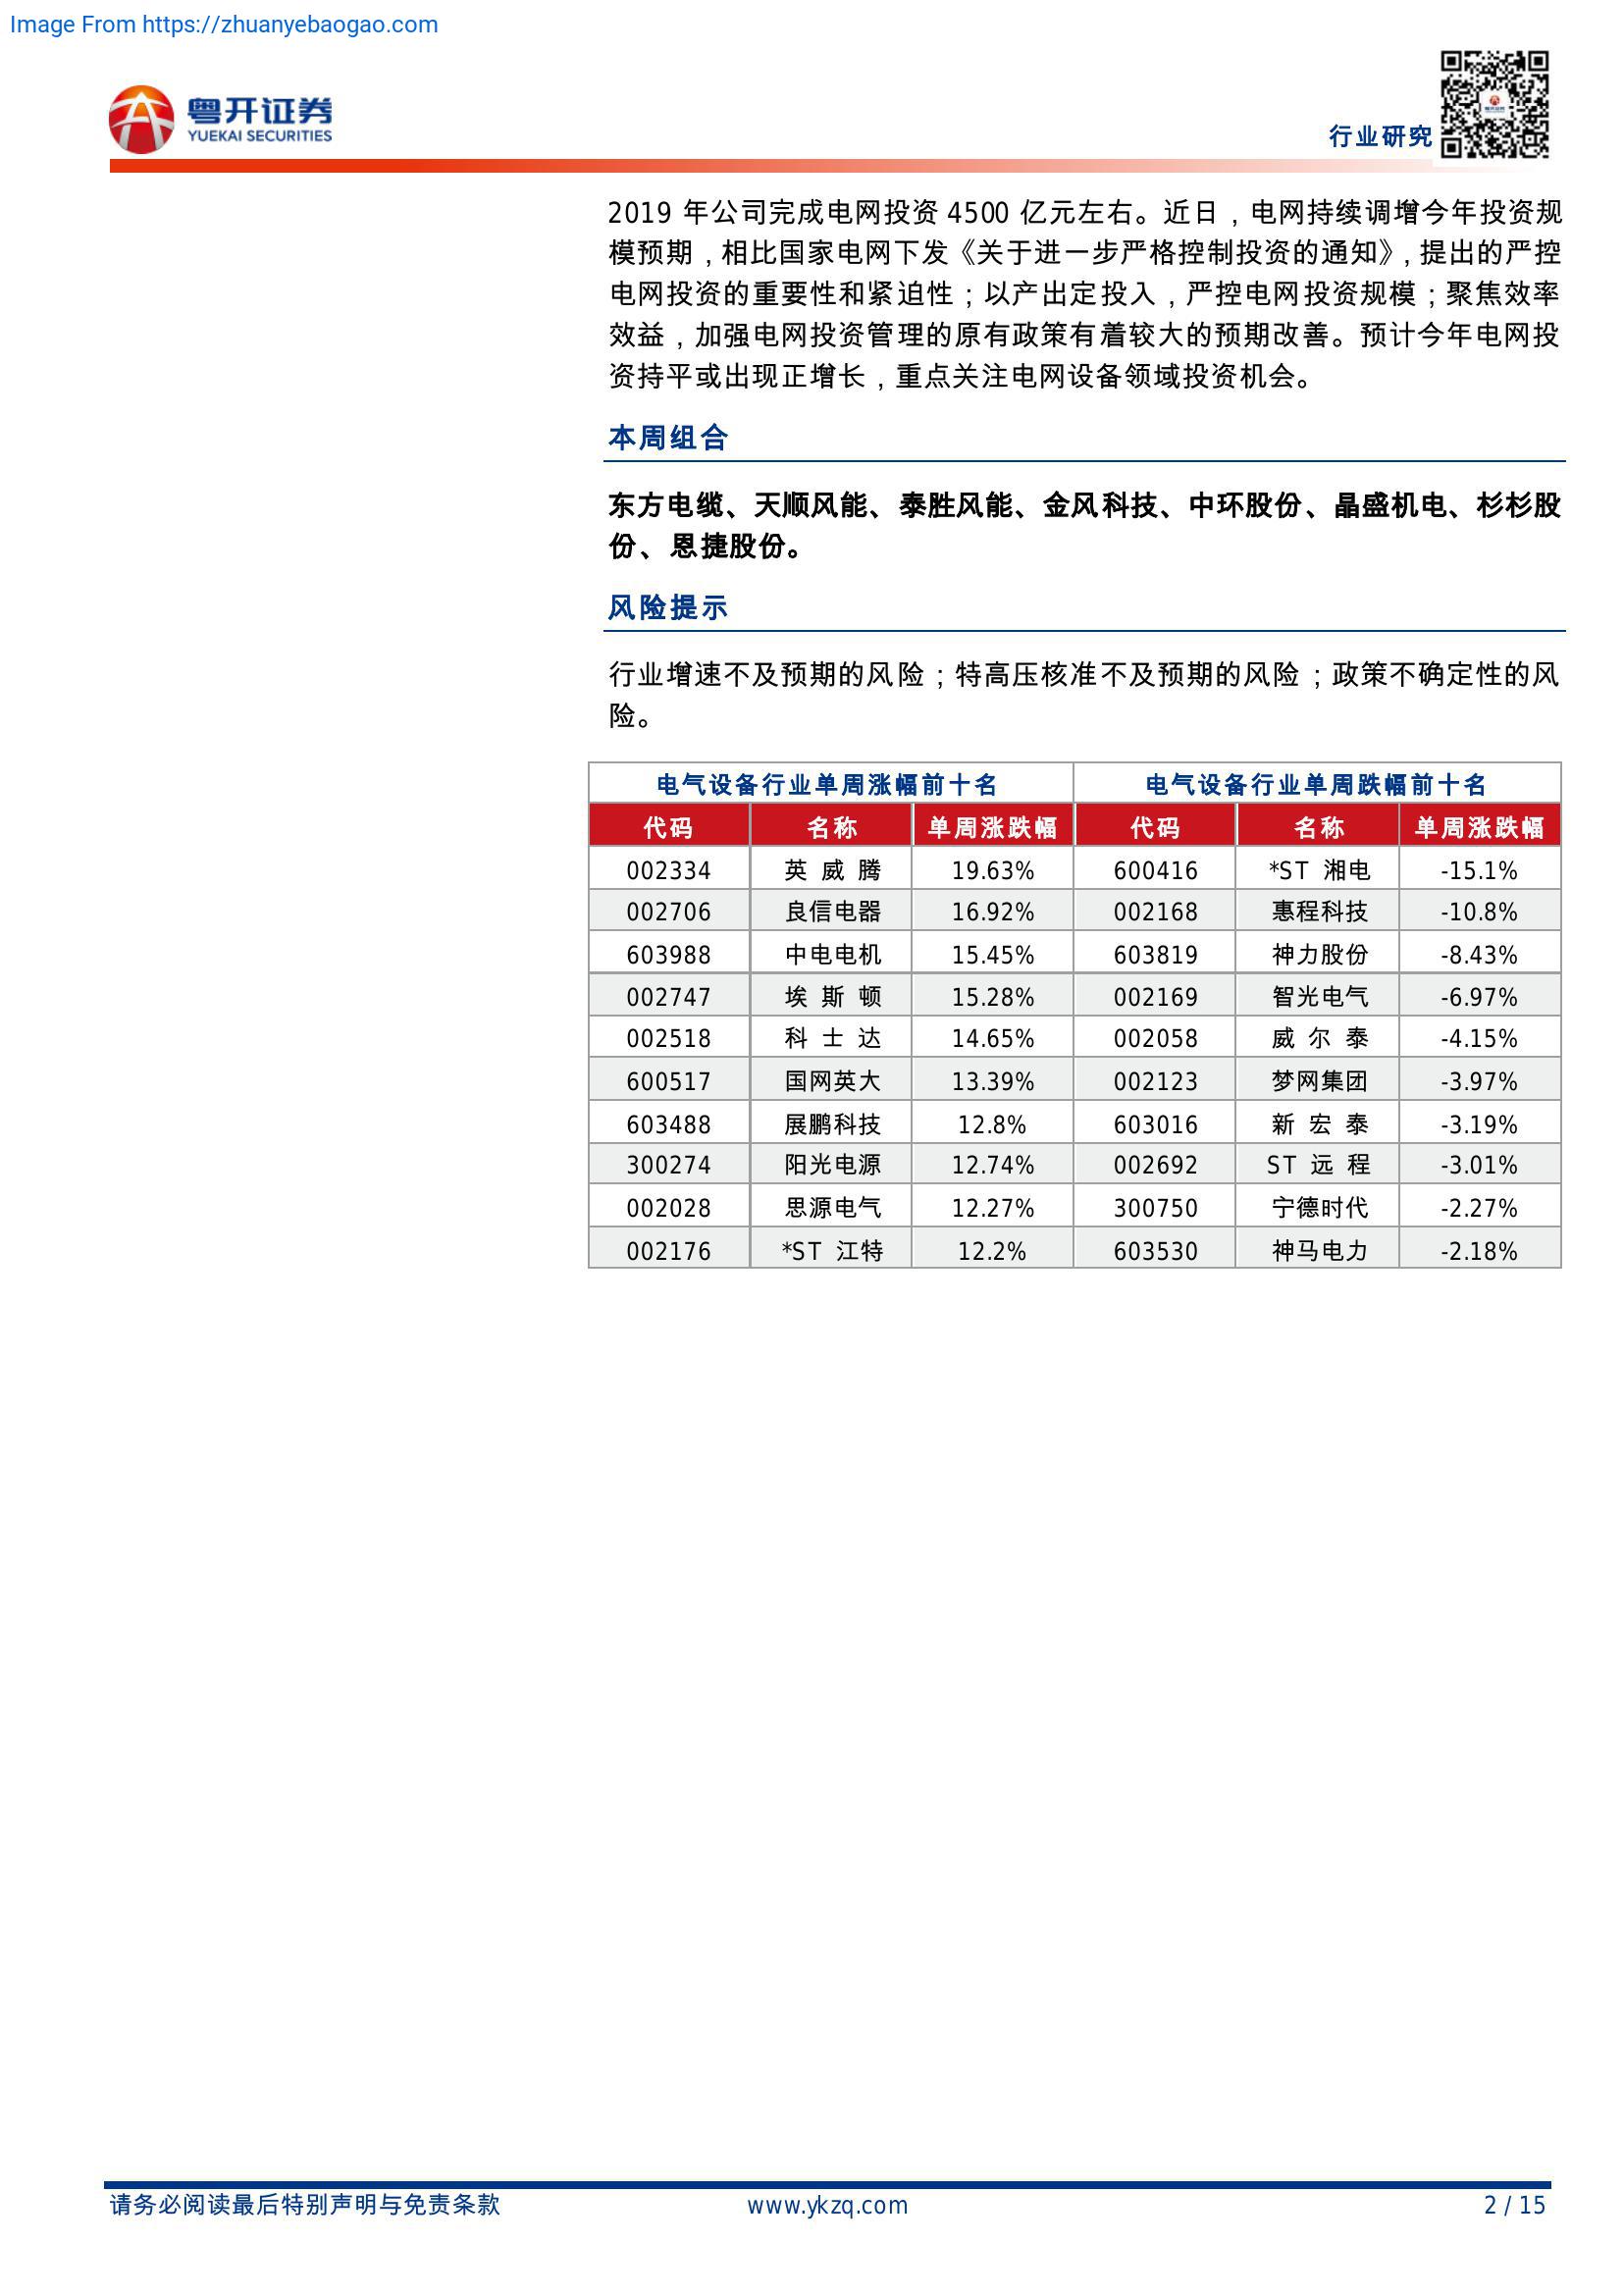 Image From https://zhuanyebaogao.com
粤开证券
YUEKAI SECURITIES
行业研究
2019 年公司完成电网投资 4500 亿元左右。近日，电网持续调增今年投资规
模预期，相比国家电网下发《关于进一步严格控制投资的通知》，提出的严控
电网投资的重要性和紧迫性；以产出定投入，严控电网投资规模；聚焦效率
效益，加强电网投资管理的原有政策有着较大的预期改善。预计今年电网投
资持平或出现正增长，重点关注电网设备领域投资机会。
本周组合
东方电缆、天顺风能、泰胜风能、金风科技、中环股份、晶盛机电、杉杉股
份、恩捷股份。
风险提示
行业增速不及预期的风险；特高压核准不及预期的风险；政策不确定性的风
险。
电气设备行业单周涨幅前十名 电气设备行业单周跌幅前十名
代码 名称 单周涨跌幅 代码 名称 单周涨跌幅
002334 英 威 腾 19.63% 600416 *ST 湘电 -15.1%
002706 良信电器 16.92% 002168 惠程科技 -10.8%
603988 中电电机 15.45% 603819 神力股份 -8.43%
002747 埃 斯 顿 15.28% 002169 智光电气 -6.97%
002518 科 士 达 14.65% 002058 威 尔 泰 -4.15%
600517 国网英大 13.39% 002123 梦网集团 -3.97%
603488 展鹏科技 12.8% 603016 新 宏 泰 -3.19%
300274 阳光电源 12.74% 002692 ST 远 程 -3.01%
002028 思源电气 12.27% 300750 宁德时代 -2.27%
002176 *ST 江特 12.2% 603530 神马电力 -2.18%
请务必阅读最后特别声明与免责条款 www.ykzq.com 2 / 15